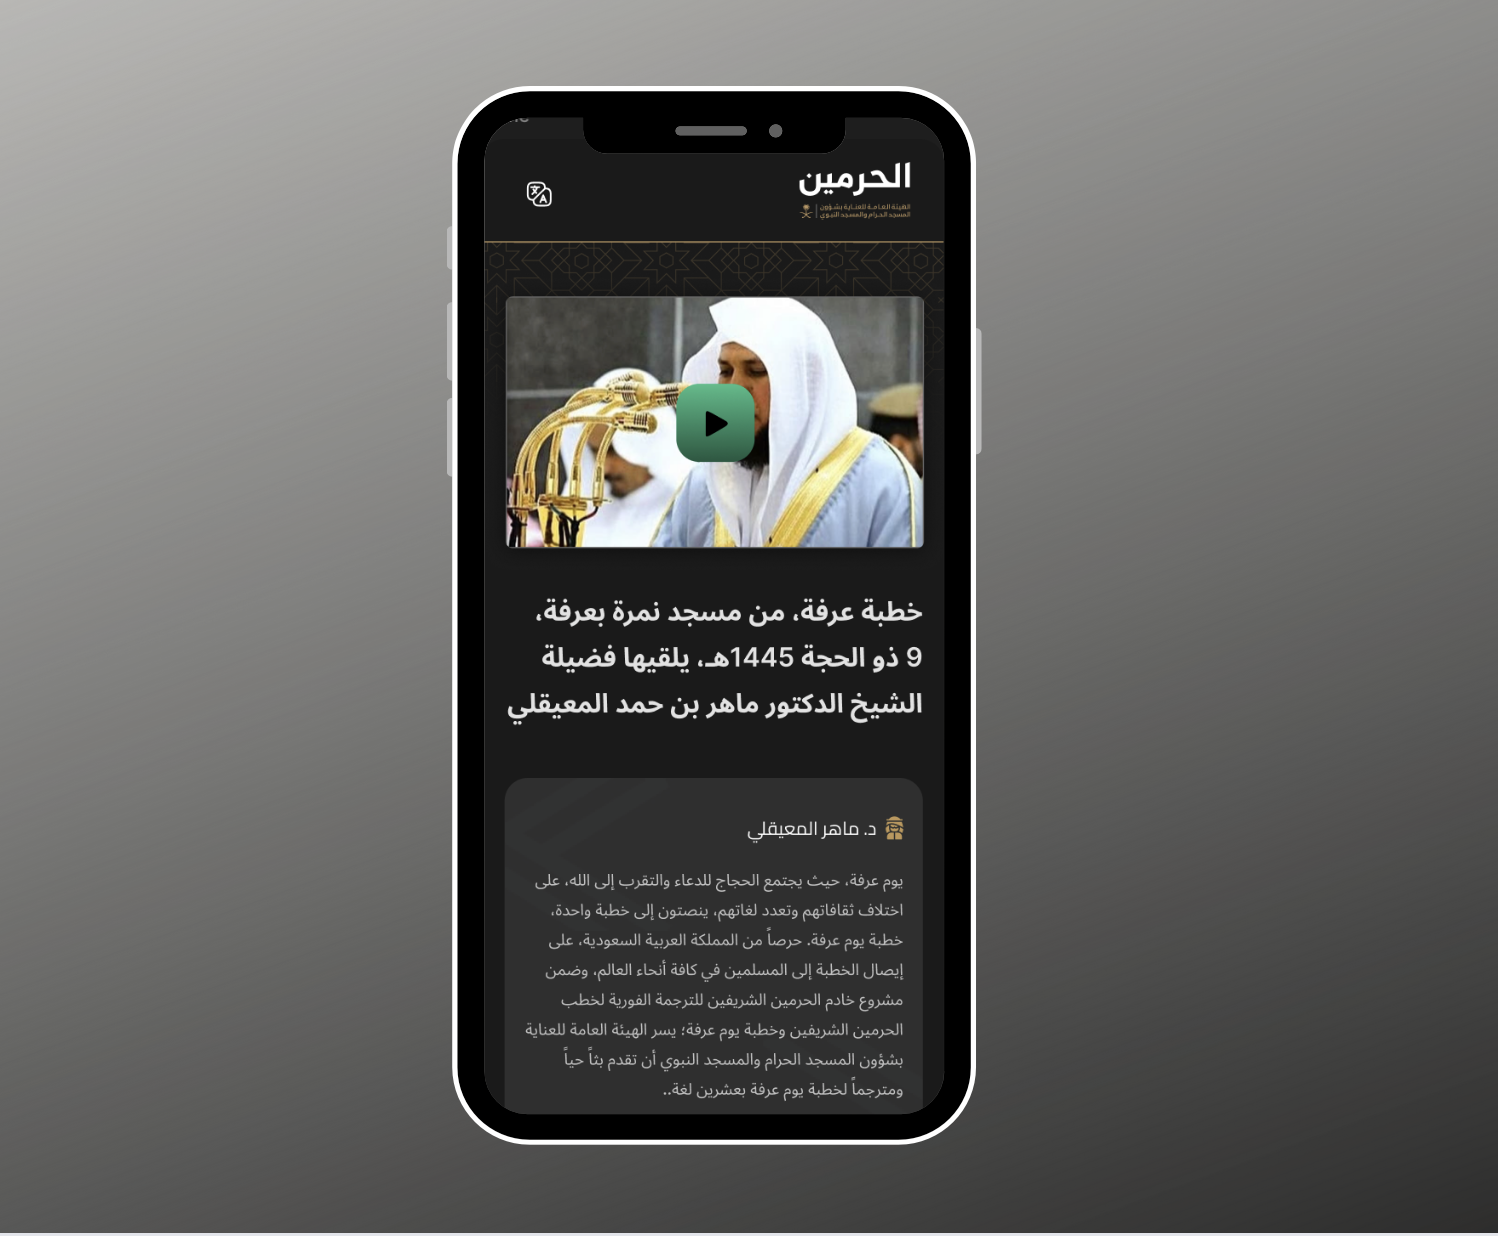 الحرمين
الهيئة العامة للعناية بشؤون
المسجد الحرام والمسجد النبوي
خطبة عرفة، من مسجد نمرة بعرفة،
9 ذو الحجة 1445هـ، يلقيها فضيلة
الشيخ الدكتور ماهر بن حمد المعيقلي
د. ماهر المعيقلي
يوم عرفة، حيث يجتمع الحجاج للدعاء والتقرب إلى الله، على
اختلاف ثقافاتهم وتعدد لغاتهم، ينصتون إلى خطبة واحدة،
خطبة يوم عرفة. حرصاً من المملكة العربية السعودية، على
إيصال الخطبة إلى المسلمين في كافة أنحاء العالم، وضمن
مشروع خادم الحرمين الشريفين للترجمة الفورية لخطب
الحرمين الشريفين وخطبة يوم عرفة؛ يسر الهيئة العامة للعناية
بشؤون المسجد الحرام والمسجد النبوي أن تقدم بثاً حياً
ومترجماً لخطبة يوم عرفة بعشرين لغة..